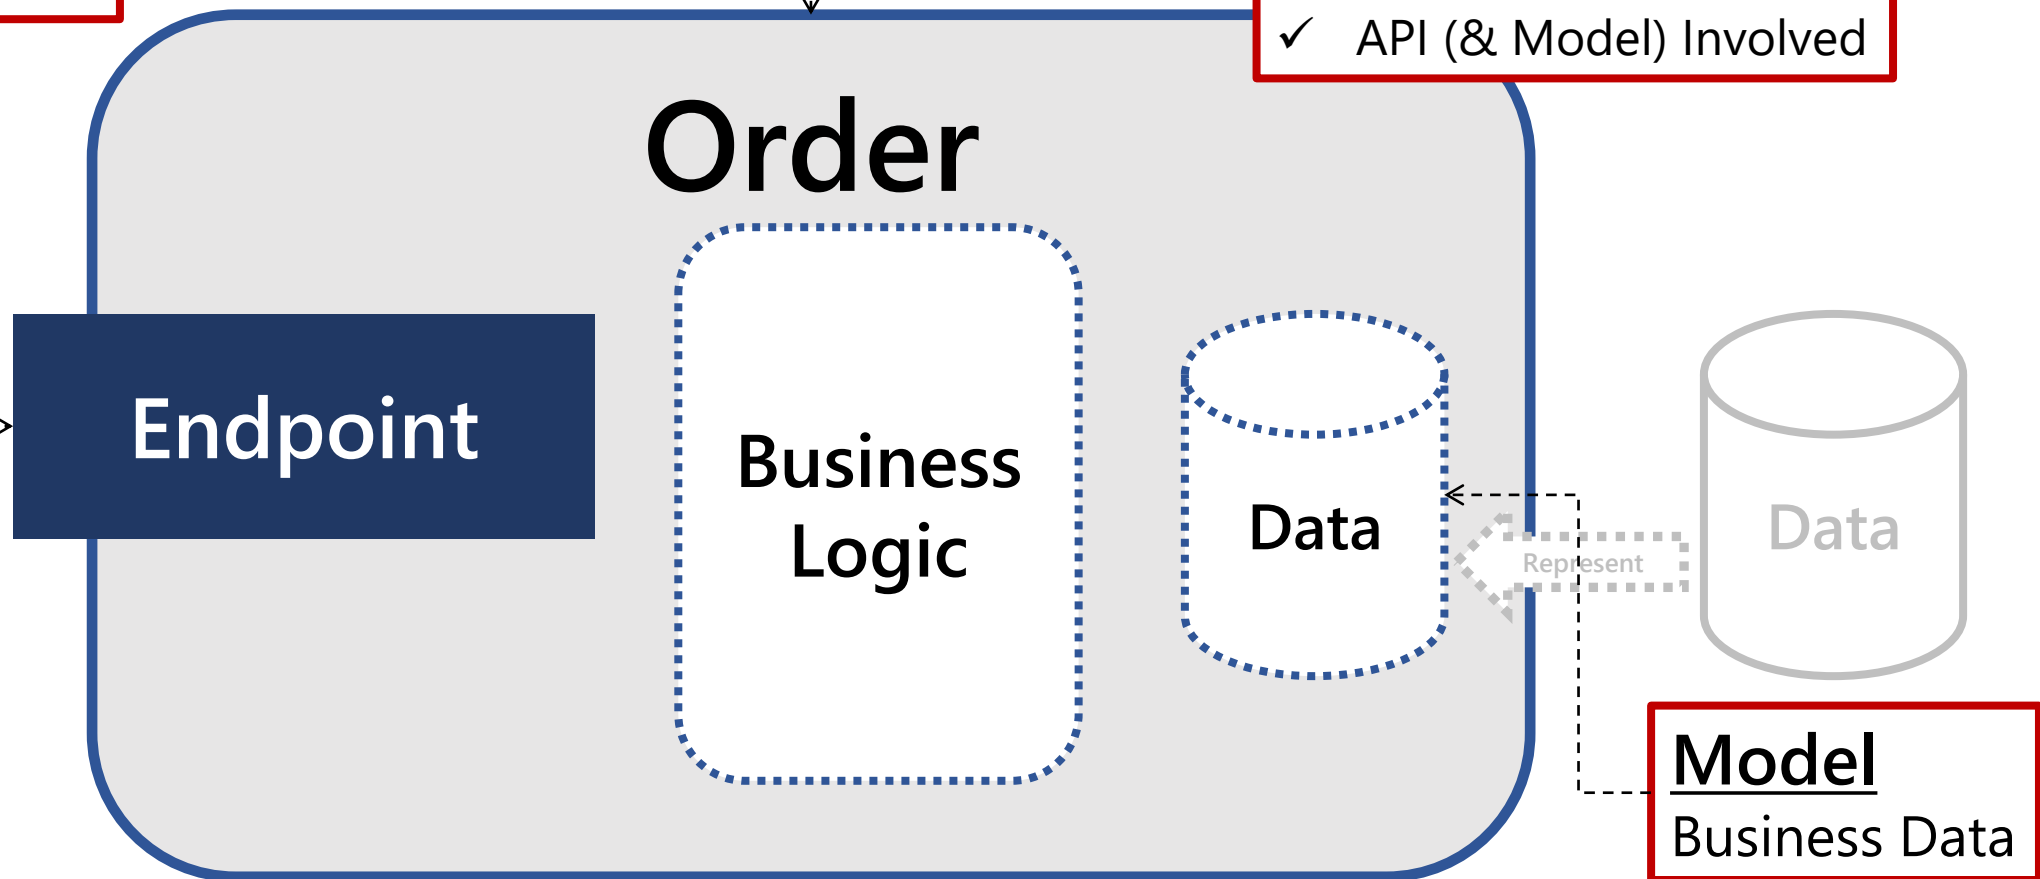 ✓ API (& Model) Involved
Order
Endpoint
Business
Logic
Data
Represent
Data
Model
Business Data